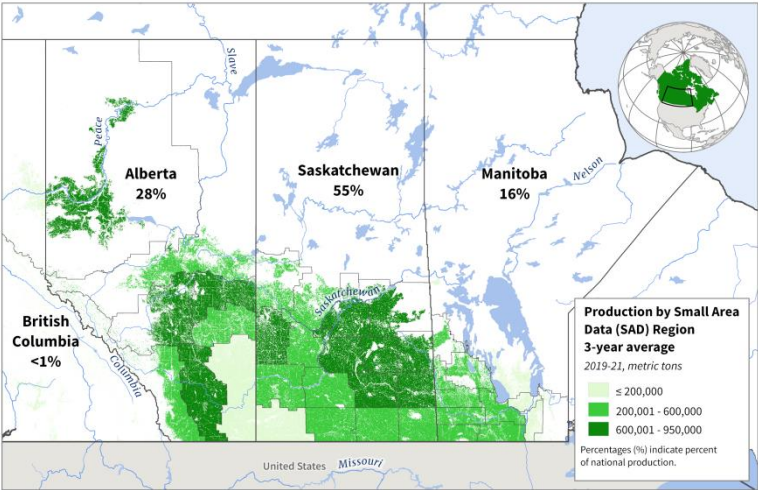 Slave
Peace
Alberta
28%
Saskatchewan
55%
Manitoba
16%
Nelson
Saskatchewan
British
Columbia
<1%
Columbia
United States
Missouri
Production by Small Area
Data (SAD) Region
3-year average
2019-21, metric tons
≤ 200,000
200,001 - 600,000
600,001 - 950,000
Percentages (%) indicate percent
of national production.